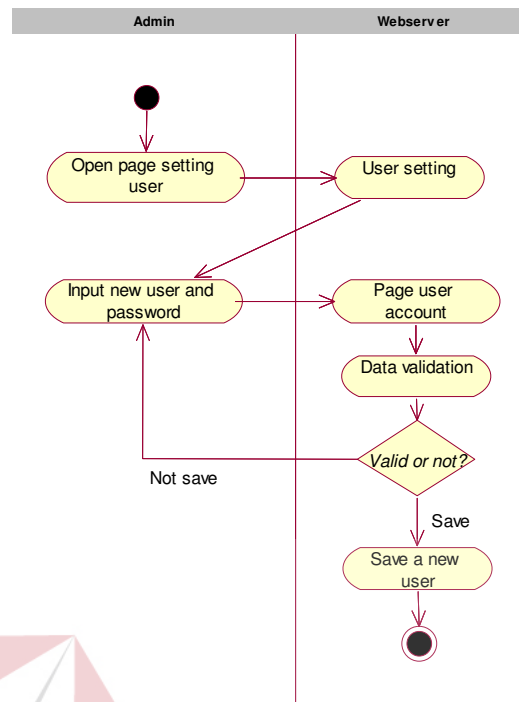 Admin
Webserver
Open page setting
user
User setting
Input new user and
password
Page user
account
Data validation
Valid or not?
Not save
Save
Save a new
user